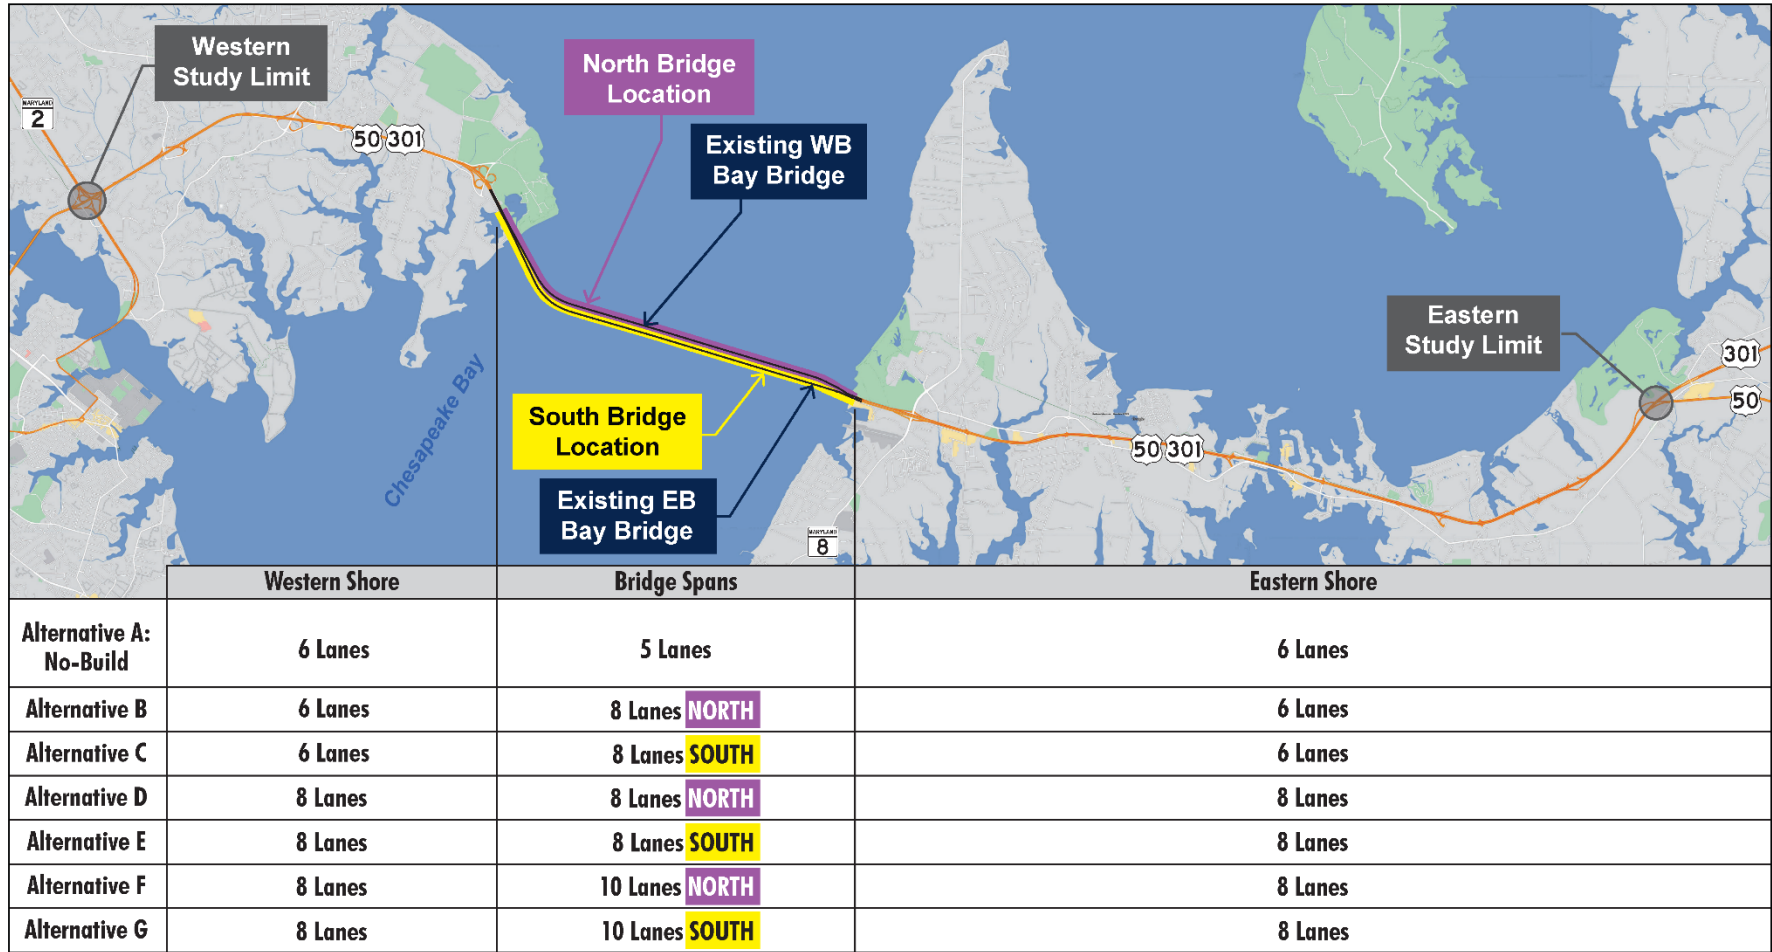 Western
Study Limit
North Bridge
Location
MARYLAND
2
50 301
Existing WB
Bay Bridge
Eastern
Study Limit
301
50
South Bridge
Location
Chesapeake Bay
50 301
Existing EB
Bay Bridge
MARYLAND
8
Western Shore Bridge Spans Eastern Shore
Alternative A:
No-Build 6 Lanes 5 Lanes 6 Lanes
Alternative B 6 Lanes 8 Lanes NORTH 6 Lanes
Alternative C 6 Lanes 8 Lanes SOUTH 6 Lanes
Alternative D 8 Lanes 8 Lanes NORTH 8 Lanes
Alternative E 8 Lanes 8 Lanes SOUTH 8 Lanes
Alternative F 8 Lanes 10 Lanes NORTH 8 Lanes
Alternative G 8 Lanes 10 Lanes SOUTH 8 Lanes